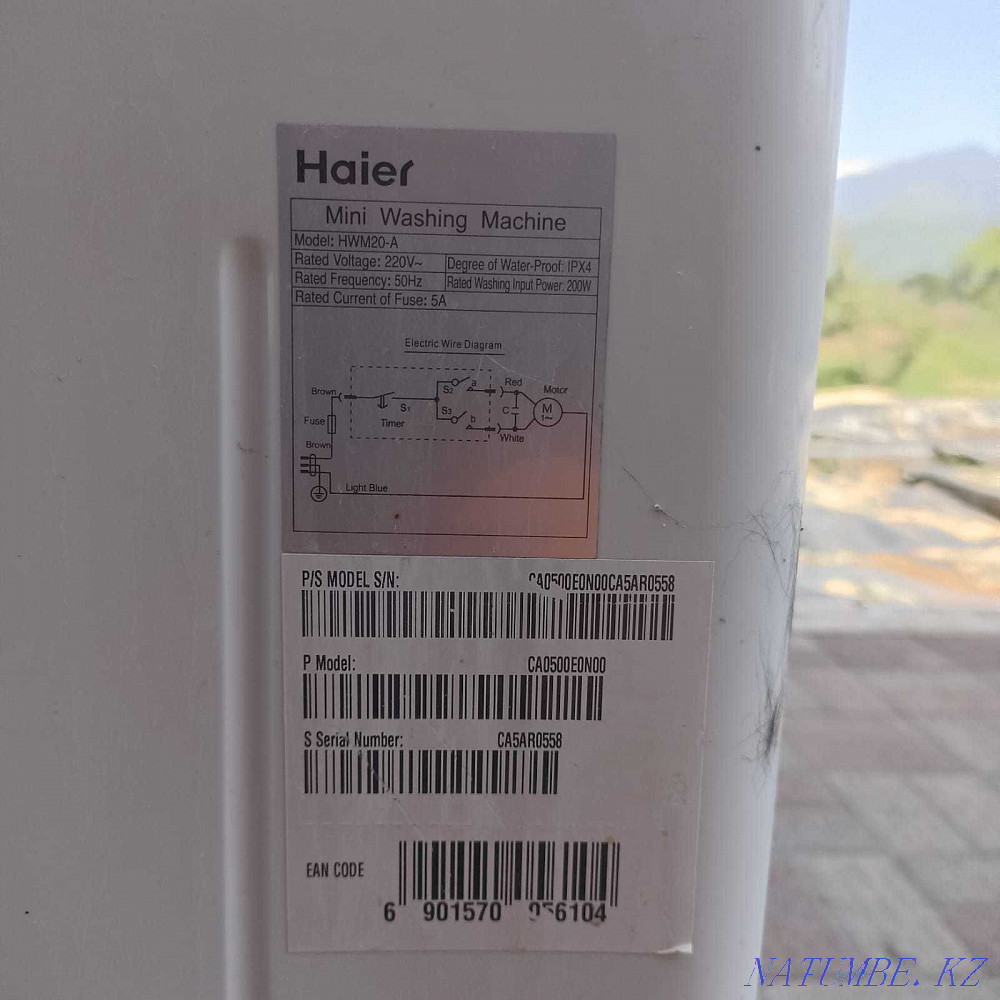 Haier
Mini Washing Machine
Model: HWM20-A
Rated Voltage: 220V~
Degree of Water-Proof: IPX4
Rated Frequency: 50Hz
Rated Washing Input Power: 200W
Rated Current of Fuse: 5A
Electric Wire Diagram
Brown
S₂
a
Red
Motor
S₁
S₃
C
M
1~
Fuse
Timer
b
White
Brown
Light Blue
P/S MODEL S/N: CA0500E0N00CA5AR0558
P Model: CA0500E0N00
S Serial Number: CA5AR0558
EAN CODE
6 901570 956104
NATUMBE.KZ